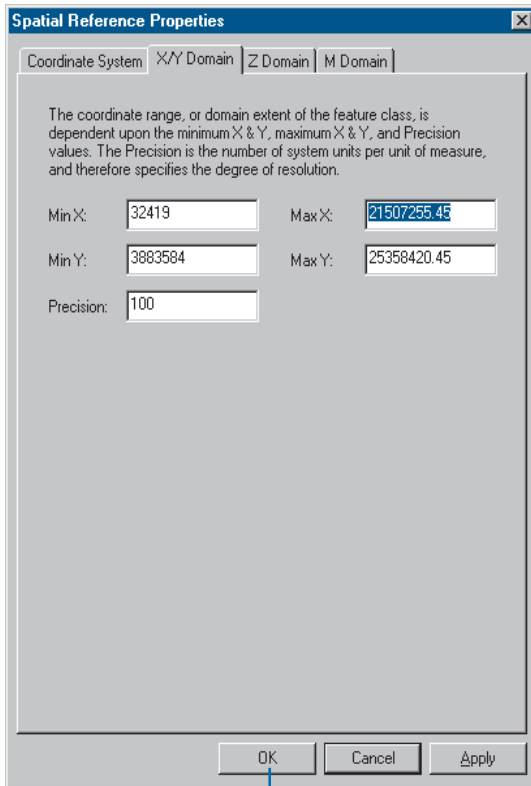 Spatial Reference Properties
Coordinate System X/Y Domain Z Domain M Domain
The coordinate range, or domain extent of the feature class, is
dependent upon the minimum X & Y, maximum X & Y, and Precision
values. The Precision is the number of system units per unit of measure,
and therefore specifies the degree of resolution.
Min X: 32419 Max X: 21507255.45
Min Y: 3883584 Max Y: 25358420.45
Precision: 100
OK Cancel Apply